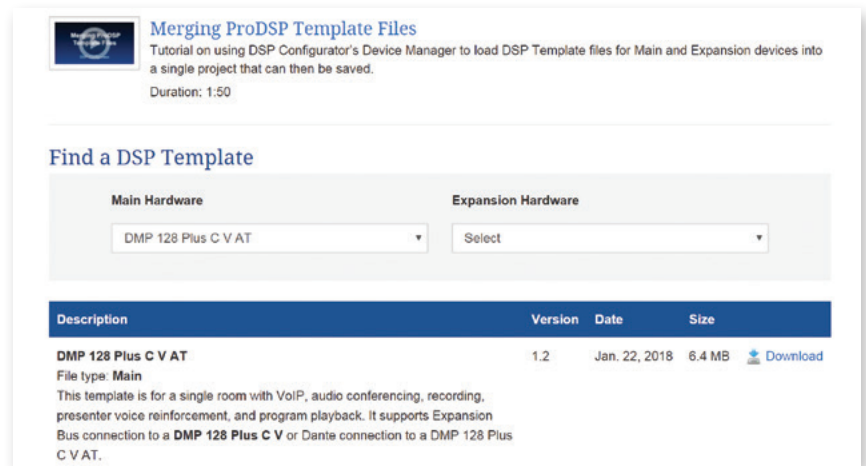 Merging ProDSP Template Files
Merging ProDSP Template Files
Tutorial on using DSP Configurator's Device Manager to load DSP Template files for Main and Expansion devices into
a single project that can then be saved.
Duration: 1:50
Find a DSP Template
Main Hardware Expansion Hardware
DMP 128 Plus C V AT Select
Description Version Date Size
DMP 128 Plus C V AT 1.2 Jan. 22, 2018 6.4 MB Download
File type: Main
This template is for a single room with VoIP, audio conferencing, recording,
presenter voice reinforcement, and program playback. It supports Expansion
Bus connection to a DMP 128 Plus C V or Dante connection to a DMP 128 Plus
C V AT.